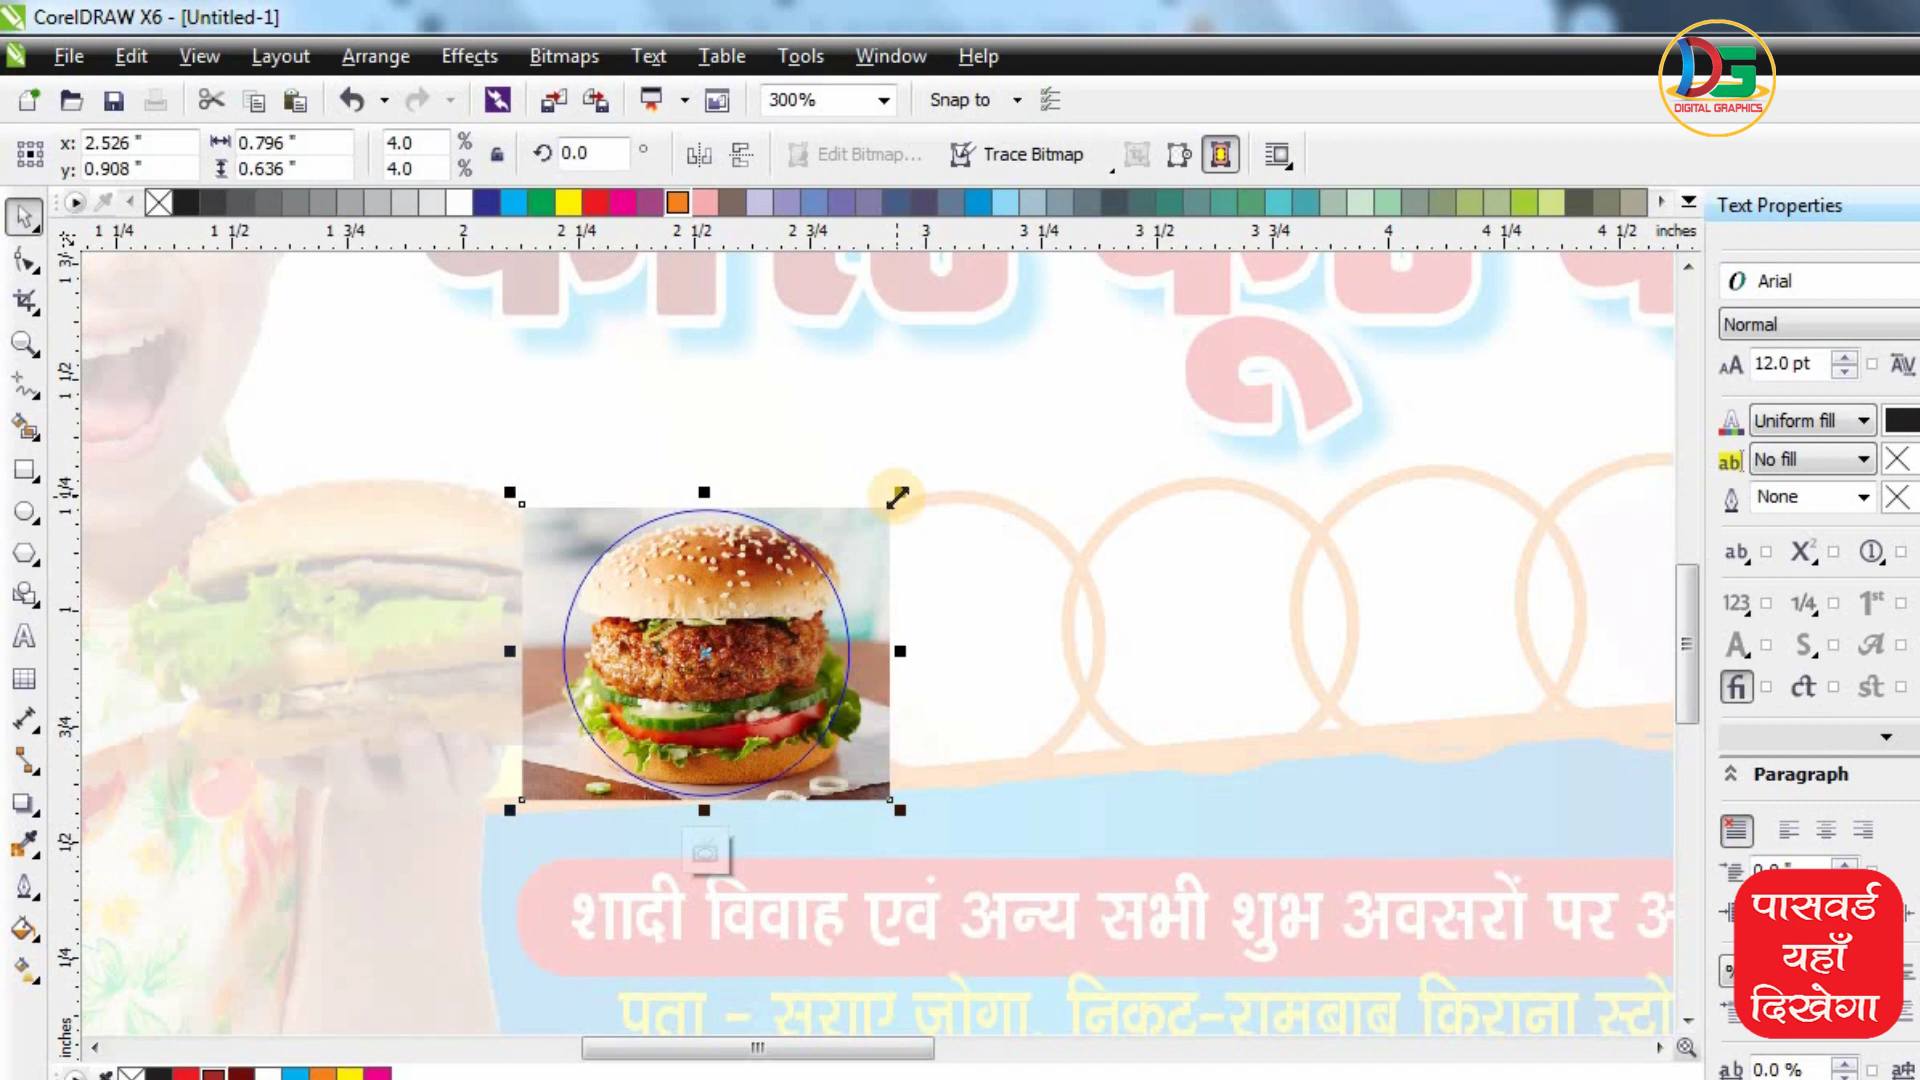 CorelDRAW X6 - [Untitled-1]
File Edit View Layout Arrange Effects Bitmaps Text Table Tools Window Help
DG
DIGITAL GRAPHICS
300% Snap to
x: 2.526 " 0.796 " 4.0 % 0.0 ° Edit Bitmap... Trace Bitmap
y: 0.908 " 0.636 " 4.0 %
Text Properties
1 1/4 1 1/2 1 3/4 2 2 1/4 2 1/2 2 3/4 3 3 1/4 3 1/2 3 3/4 4 4 1/4 4 1/2 inches
Arial
Normal
12.0 pt
Uniform fill
ab No fill
None
ab X² ①
123 1/4 1st
A S A
fi ct st
Paragraph
शादी विवाह एवं अन्य सभी शुभ अवसरों पर
पता - सराए जोगा, निकट-रामबाबू किराना
पासवर्ड
यहाँ
दिखेगा
inches
ab 0.0 %